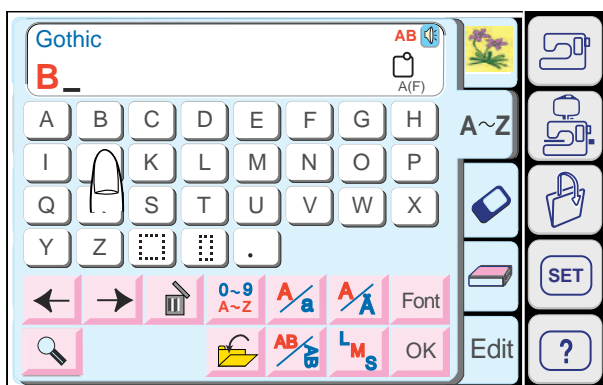 Gothic AB
B_ A(F)
A B C D E F G H A~Z
I K L M N O P
Q S T U V W X
Y Z .
0~9
A~Z A/a A/Ä Font
SET
AB/AB L M S OK Edit ?